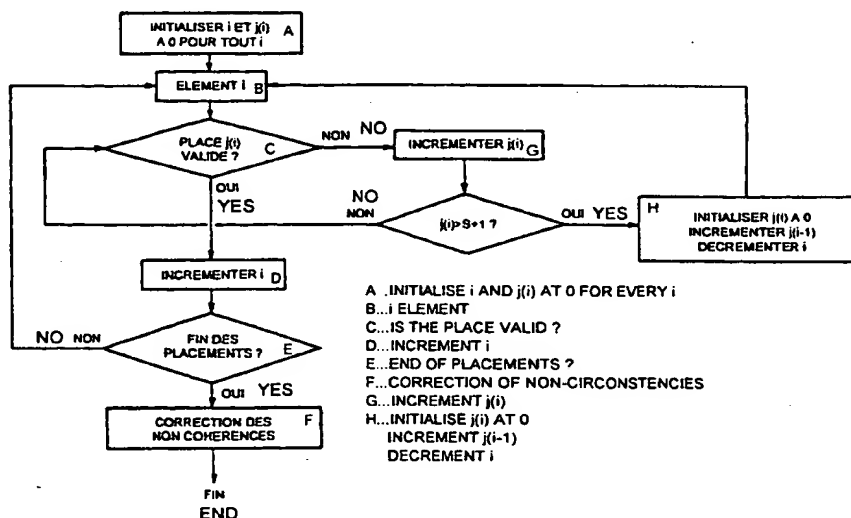 INITIALISER i ET j(i) A
A 0 POUR TOUT i
ELEMENT i B
PLACE j(i)
VALIDE ? C
NON NO
INCREMENTER j(i) G
OUI
YES
NO
NON
j(i)>S+1 ?
OUI YES
H
INITIALISER j(i) A 0
INCREMENTER j(i-1)
DECREMENTER i
INCREMENTER i D
NO NON
FIN DES
PLACEMENTS ? E
OUI YES
CORRECTION DES F
NON COHERENCES
FIN
END
A ..INITIALISE i AND j(i) AT 0 FOR EVERY i
B...i ELEMENT
C...IS THE PLACE VALID ?
D...INCREMENT i
E...END OF PLACEMENTS ?
F...CORRECTION OF NON-CIRCONSTENCIES
G...INCREMENT j(i)
H...INITIALISE j(i) AT 0
INCREMENT j(i-1)
DECREMENT i